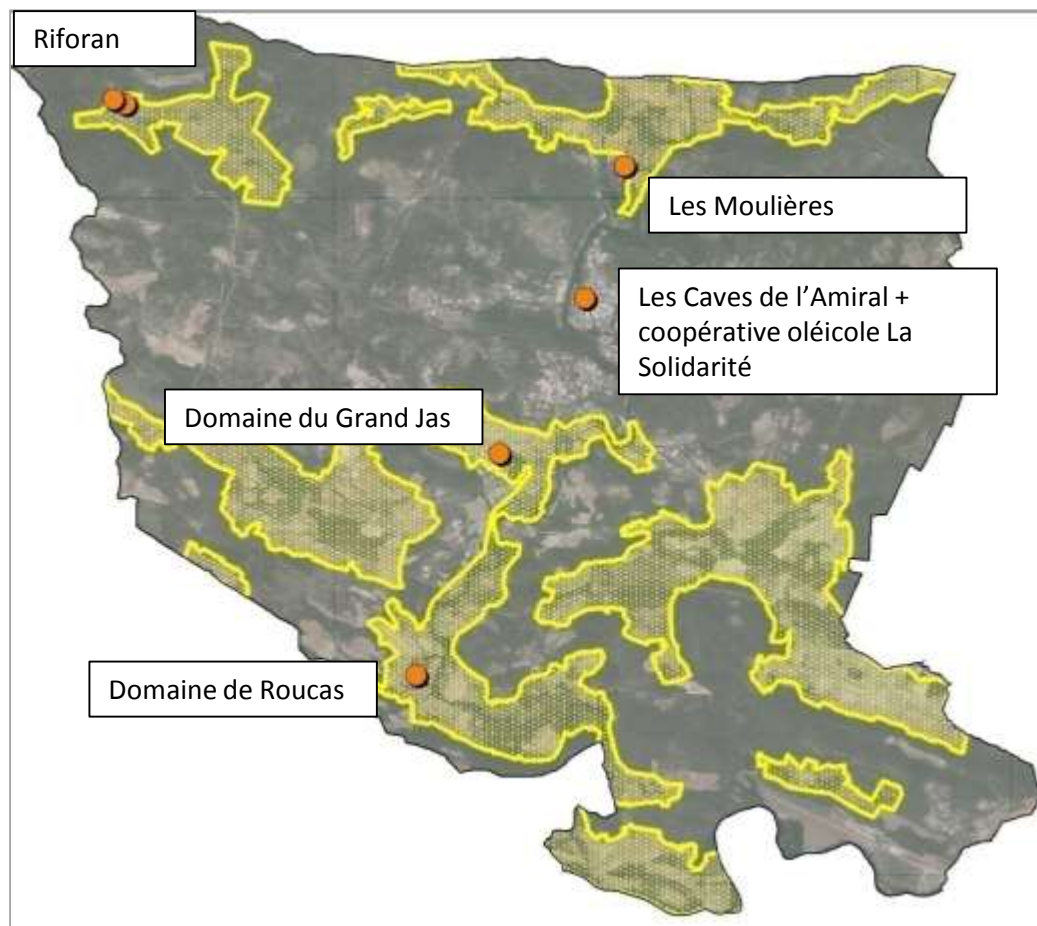 Riforan
Les Moulières
Les Caves de l’Amiral +
coopérative oléicole La
Solidarité
Domaine du Grand Jas
Domaine de Roucas